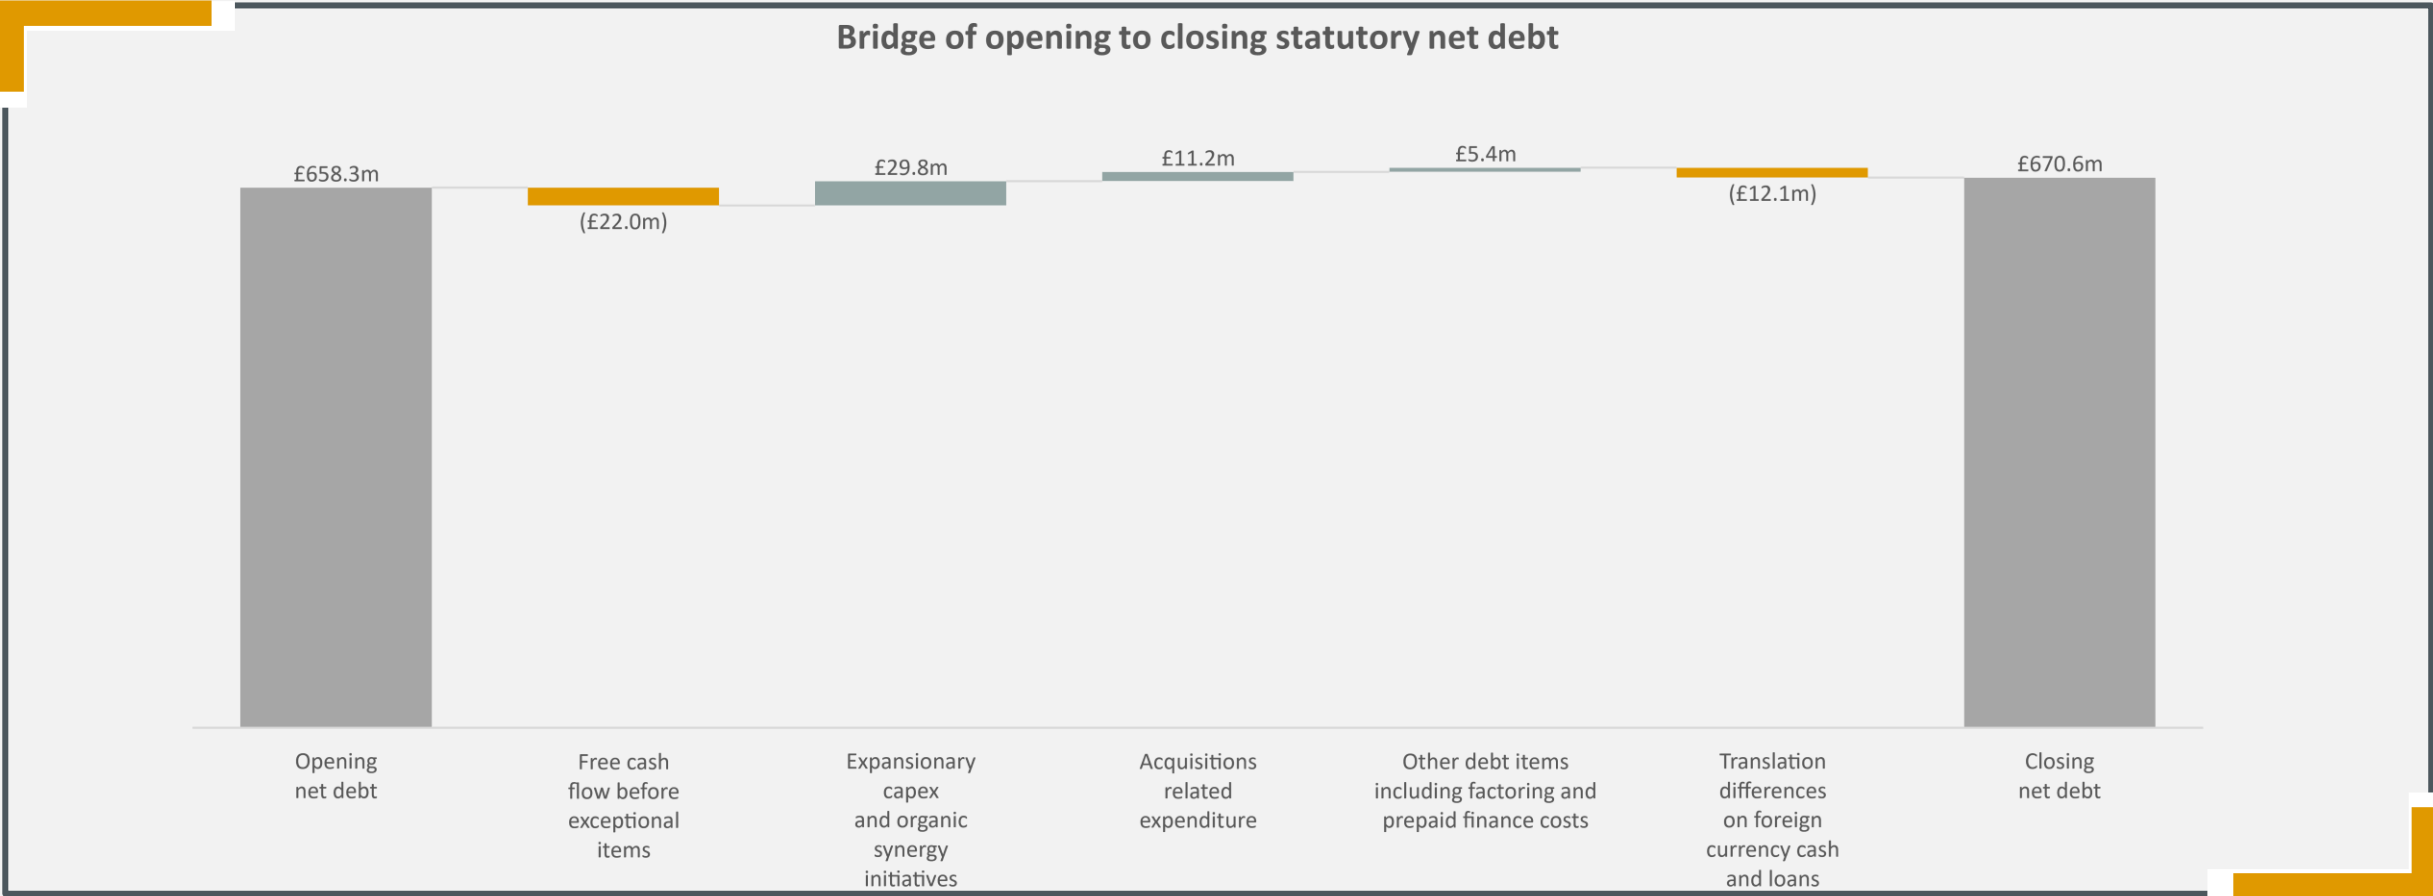 Bridge of opening to closing statutory net debt
£658.3m
(£22.0m)
£29.8m
£11.2m
£5.4m
(£12.1m)
£670.6m
Opening
net debt
Free cash
flow before
exceptional
items
Expansionary
capex
and organic
synergy
initiatives
Acquisitions
related
expenditure
Other debt items
including factoring and
prepaid finance costs
Translation
differences
on foreign
currency cash
and loans
Closing
net debt